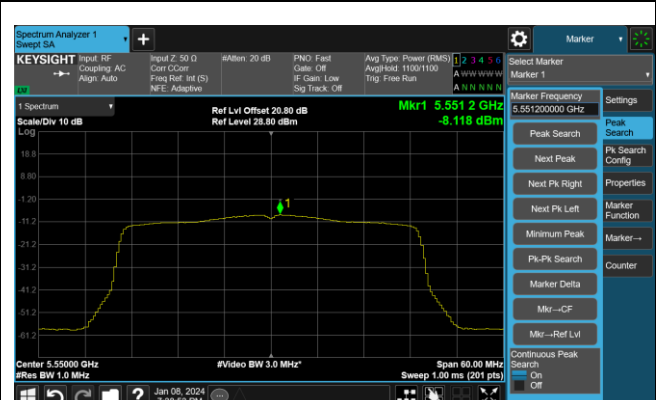 Spectrum Analyzer 1
Swept SA
Marker
KEYSIGHT
Input: RF
Coupling: AC
Align: Auto
Input Z: 50 Ω
Corr CCorr
Freq Ref: Int (S)
NFE: Adaptive
#Atten: 20 dB
PNO: Fast
Gate: Off
IF Gain: Low
Sig Track: Off
Avg Type: Power (RMS)
Avg|Hold: 1100/1100
Trig: Free Run
1 2 3 4 5 6
A W W W W W
A N N N N N
Select Marker
Marker 1
1 Spectrum
Scale/Div 10 dB
Log
Ref Lvl Offset 20.80 dB
Ref Level 28.80 dBm
Mkr1 5.551 2 GHz
-8.118 dBm
18.8
8.80
-1.20
-11.2
-21.2
-31.2
-41.2
-51.2
-61.2
1
Center 5.55000 GHz
#Res BW 1.0 MHz
#Video BW 3.0 MHz*
Span 60.00 MHz
Sweep 1.00 ms (201 pts)
Marker Frequency
5.551200000 GHz
Peak Search
Next Peak
Next Pk Right
Next Pk Left
Minimum Peak
Pk-Pk Search
Marker Delta
Mkr→CF
Mkr→Ref Lvl
Continuous Peak
Search
On
Off
Settings
Peak
Search
Pk Search
Config
Properties
Marker
Function
Marker→
Counter
Jan 08, 2024